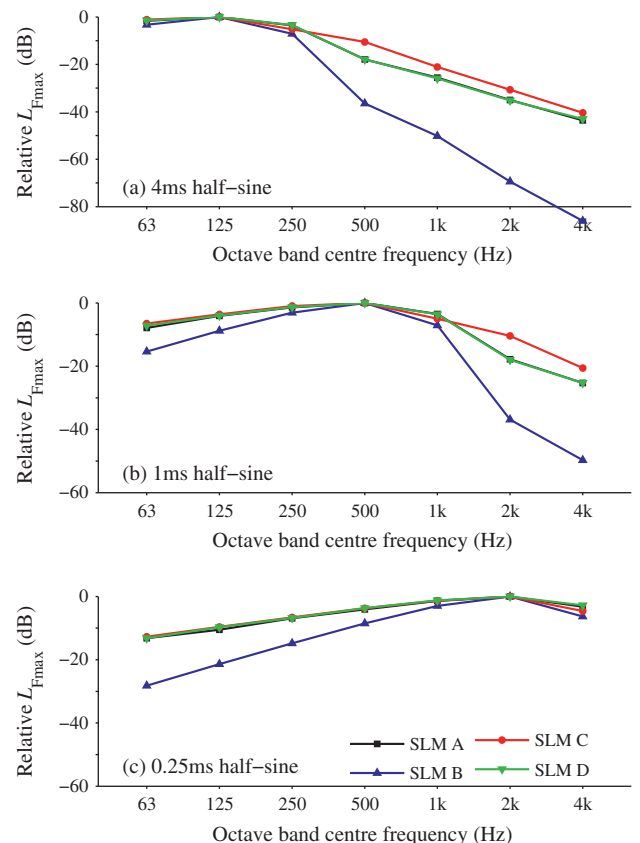 0
−20
−40
−60
−80
Relative L_Fmax (dB)
(a) 4ms half−sine
63 125 250 500 1k 2k 4k
Octave band centre frequency (Hz)
0
−20
−40
−60
Relative L_Fmax (dB)
(b) 1ms half−sine
63 125 250 500 1k 2k 4k
Octave band centre frequency (Hz)
0
−20
−40
−60
Relative L_Fmax (dB)
(c) 0.25ms half−sine
SLM A SLM C
SLM B SLM D
63 125 250 500 1k 2k 4k
Octave band centre frequency (Hz)